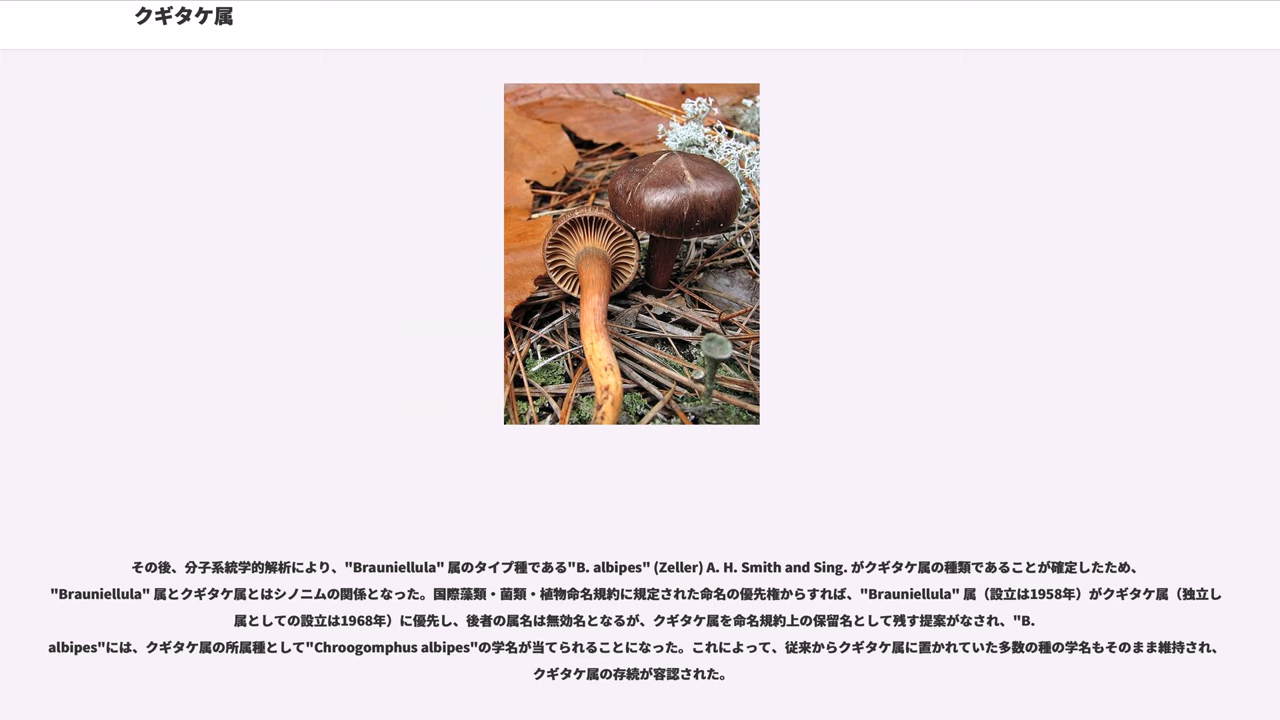 クギタケ属
その後、分子系統学的解析により、"Brauniellula" 属のタイプ種である"B. albipes" (Zeller) A. H. Smith and Sing. がクギタケ属の種類であることが確定したため、
"Brauniellula" 属とクギタケ属とはシノニムの関係となった。国際藻類・菌類・植物命名規約に規定された命名の優先権からすれば、"Brauniellula" 属（設立は1958年）がクギタケ属（独立し
属としての設立は1968年）に優先し、後者の属名は無効名となるが、クギタケ属を命名規約上の保留名として残す提案がなされ、"B.
albipes"には、クギタケ属の所属種として"Chroogomphus albipes"の学名が当てられることになった。これによって、従来からクギタケ属に置かれていた多数の種の学名もそのまま維持され、
クギタケ属の存続が容認された。